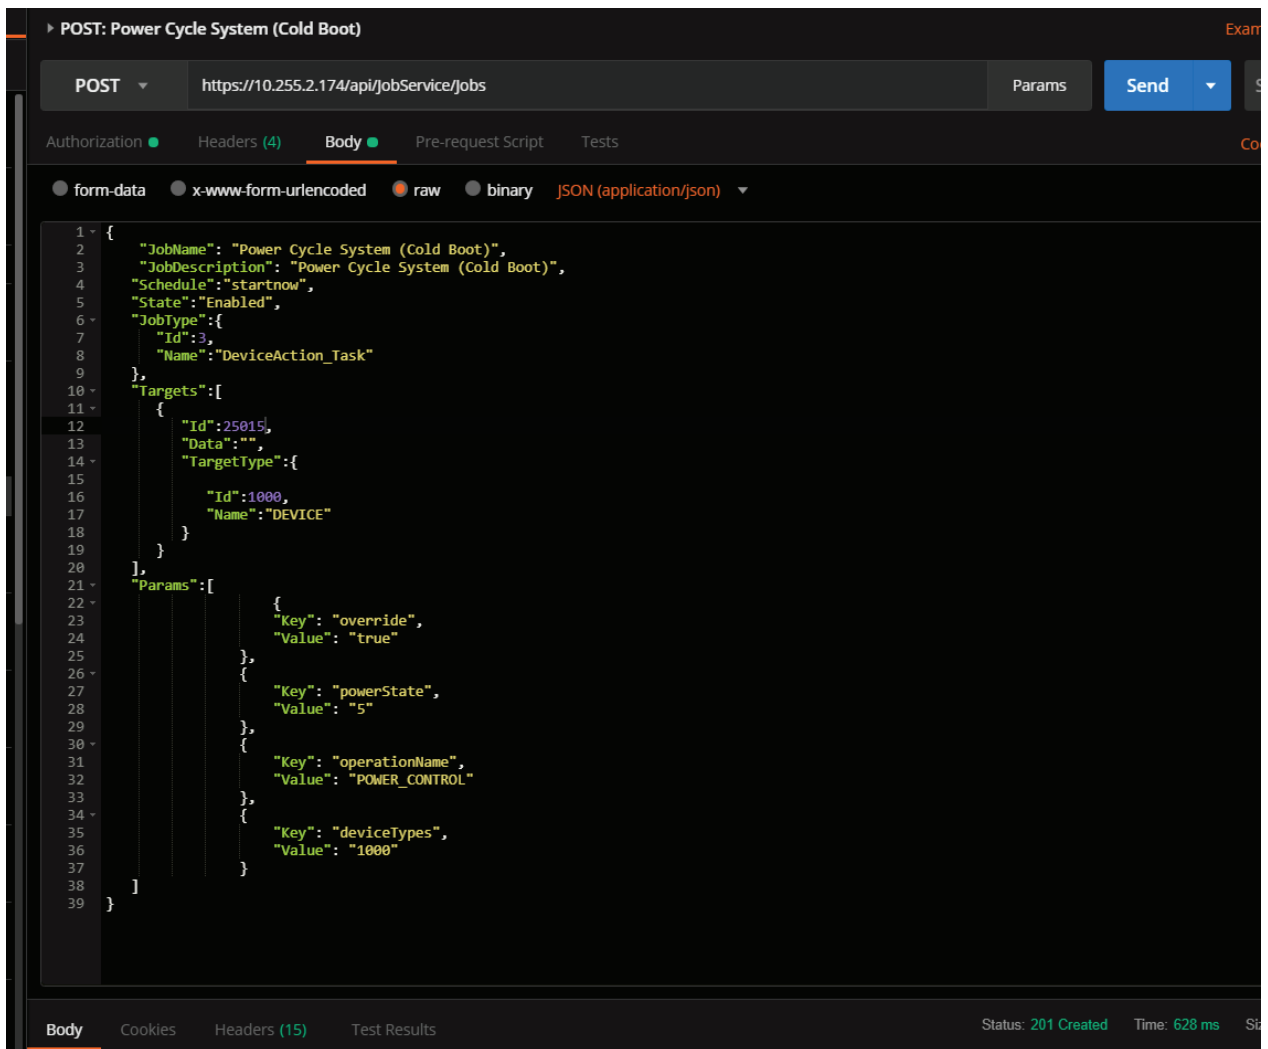 POST: Power Cycle System (Cold Boot)
Exam
POST https://10.255.2.174/api/JobService/Jobs Params Send S
Authorization Headers (4) Body Pre-request Script Tests Coo
form-data x-www-form-urlencoded raw binary JSON (application/json)
1 {
2 "JobName": "Power Cycle System (Cold Boot)",
3 "JobDescription": "Power Cycle System (Cold Boot)",
4 "Schedule":"startnow",
5 "State":"Enabled",
6 "JobType":{
7 "Id":3,
8 "Name":"DeviceAction_Task"
9 },
10 "Targets":[
11 {
12 "Id":25015,
13 "Data":"",
14 "TargetType":{
15
16 "Id":1000,
17 "Name":"DEVICE"
18 }
19 }
20 ],
21 "Params":[
22 {
23 "Key": "override",
24 "Value": "true"
25 },
26 {
27 "Key": "powerState",
28 "Value": "5"
29 },
30 {
31 "Key": "operationName",
32 "Value": "POWER_CONTROL"
33 },
34 {
35 "Key": "deviceTypes",
36 "Value": "1000"
37 }
38 ]
39 }
Body Cookies Headers (15) Test Results Status: 201 Created Time: 628 ms Siz